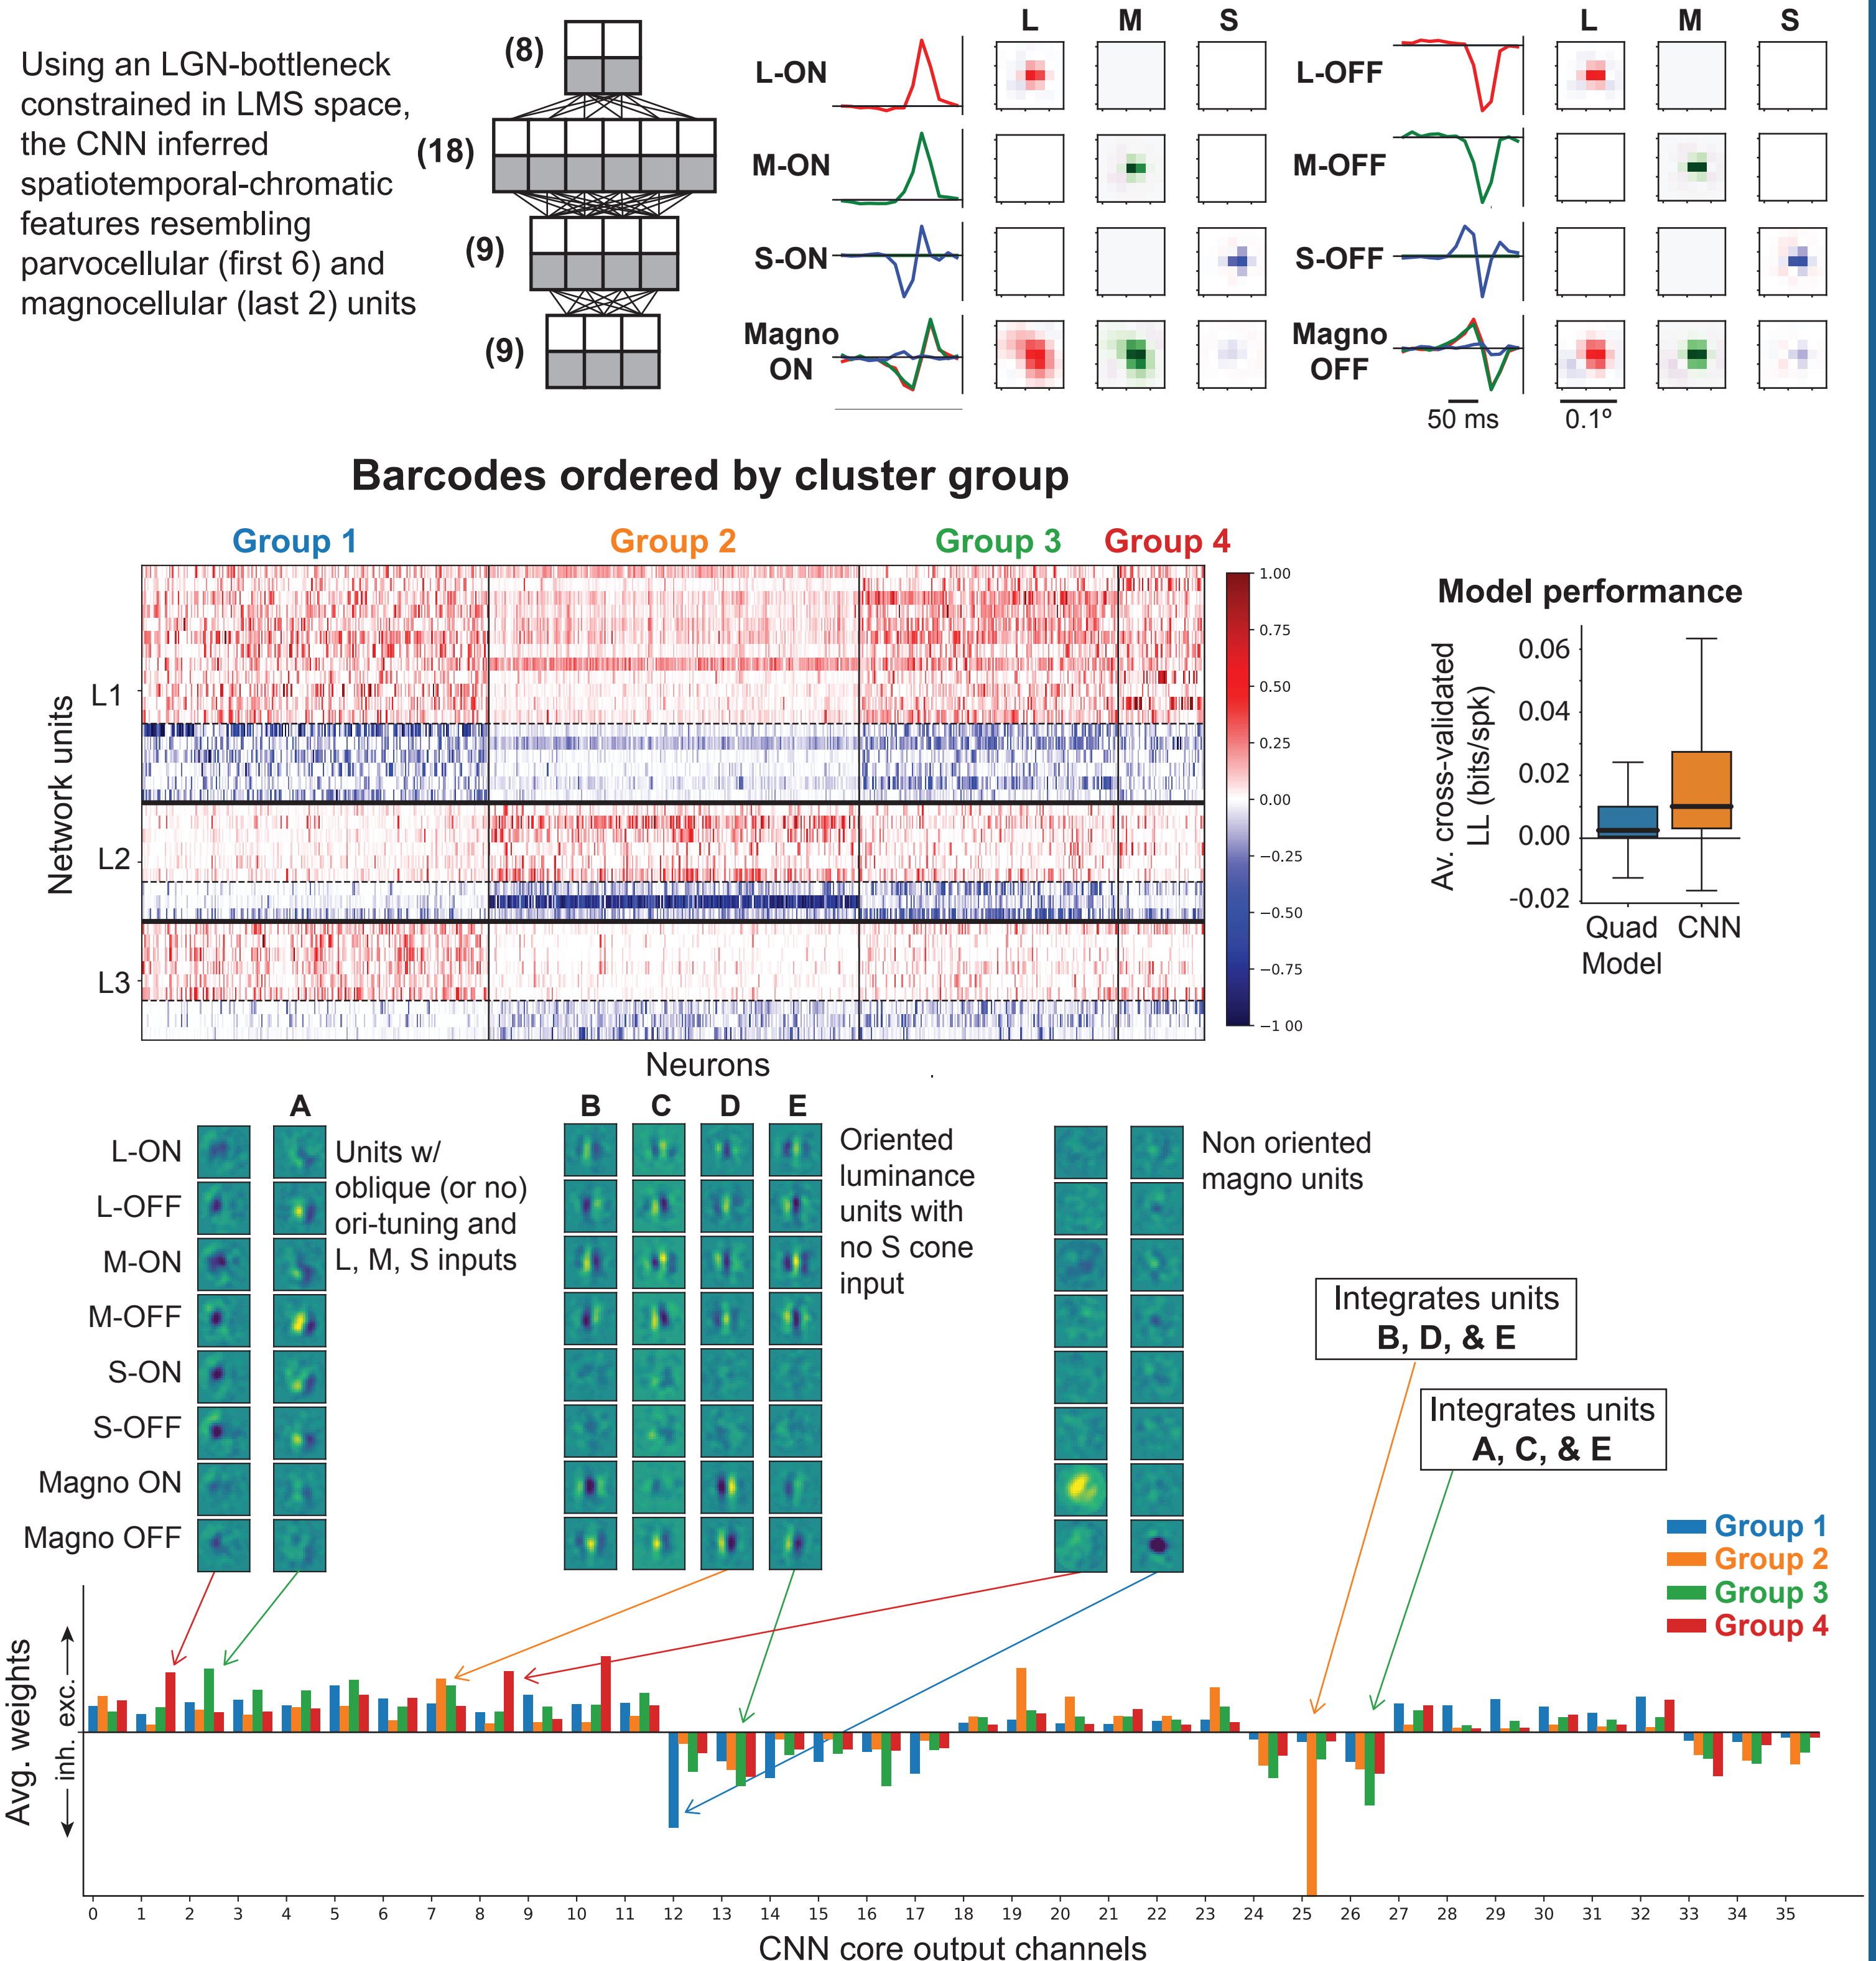 Using an LGN-bottleneck
constrained in LMS space,
the CNN inferred
spatiotemporal-chromatic
features resembling
parvocellular (first 6) and
magnocellular (last 2) units
(8)
(18)
(9)
(9)
L M S
L-ON
M-ON
S-ON
Magno
ON
L M S
L-OFF
M-OFF
S-OFF
Magno
OFF
50 ms
0.1º
Barcodes ordered by cluster group
Group 1 Group 2 Group 3 Group 4
Network units
L1
L2
L3
Neurons
1.00
0.75
0.50
0.25
0.00
−0.25
−0.50
−0.75
−1 00
Model performance
Av. cross-validated
LL (bits/spk)
0.06
0.04
0.02
0.00
-0.02
Quad
Model
CNN
A
B C D E
L-ON
L-OFF
M-ON
M-OFF
S-ON
S-OFF
Magno ON
Magno OFF
Units w/
oblique (or no)
ori-tuning and
L, M, S inputs
Oriented
luminance
units with
no S cone
input
Non oriented
magno units
Integrates units
B, D, & E
Integrates units
A, C, & E
Group 1
Group 2
Group 3
Group 4
Avg. weights
inh. exc.
0 1 2 3 4 5 6 7 8 9 10 11 12 13 14 15 16 17 18 19 20 21 22 23 24 25 26 27 28 29 30 31 32 33 34 35
CNN core output channels